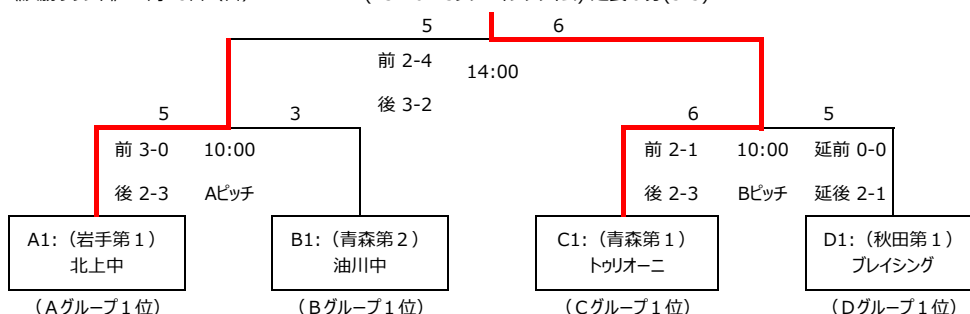 5 6
前 2-4 14:00
後 3-2
5 3 6 5
前 3-0 10:00 前 2-1 10:00 延前 0-0
後 2-3 Aピッチ 後 2-3 Bピッチ 延後 2-1
A1:（岩手第１） B1:（青森第２） C1:（青森第１） D1:（秋田第１）
北上中 油川中 トゥリオーニ ブレイシング
（Aグループ１位） （Bグループ１位） （Cグループ１位） （Dグループ１位）